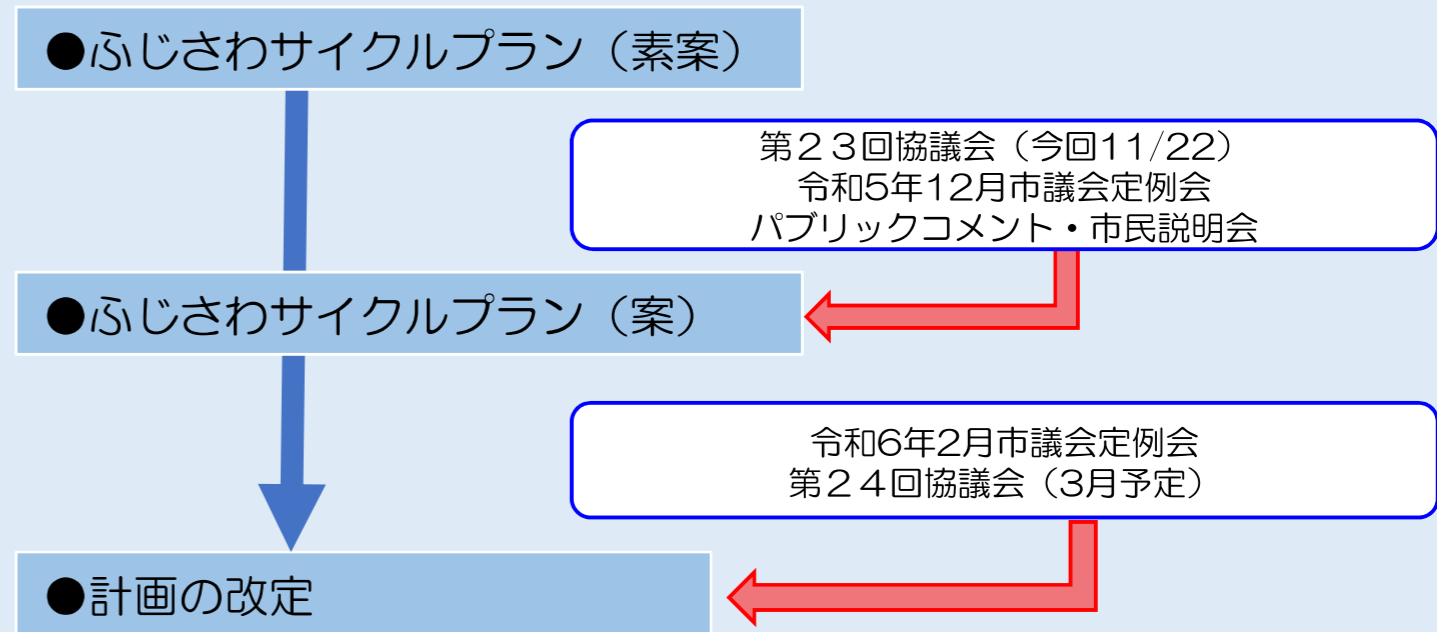 ●ふじさわサイクルプラン（素案）
第２３回協議会（今回11/22）
令和5年12月市議会定例会
パブリックコメント・市民説明会
●ふじさわサイクルプラン（案）
令和6年2月市議会定例会
第２４回協議会（3月予定）
●計画の改定